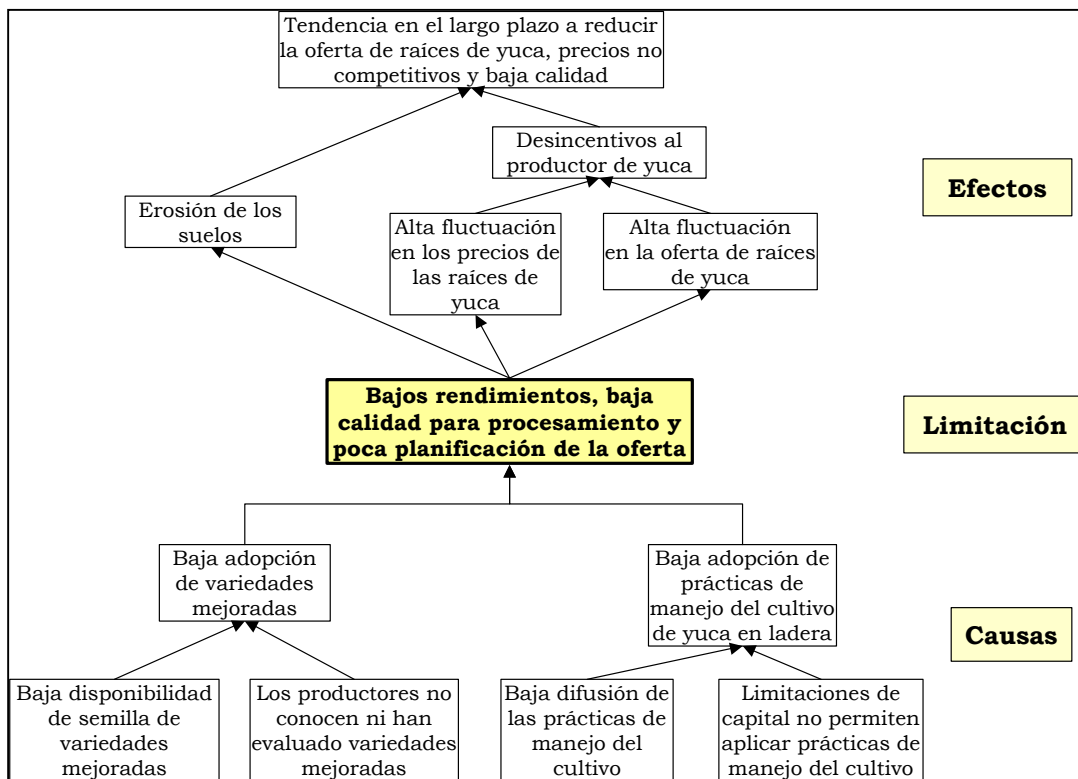 Tendencia en el largo plazo a reducir
la oferta de raíces de yuca, precios no
competitivos y baja calidad
Desincentivos al
productor de yuca
Efectos
Erosión de los
suelos
Alta fluctuación
en los precios de
las raíces de
yuca
Alta fluctuación
en la oferta de raíces
de yuca
Bajos rendimientos, baja
calidad para procesamiento y
poca planificación de la oferta
Limitación
Baja adopción
de variedades
mejoradas
Baja adopción de
prácticas de
manejo del cultivo
de yuca en ladera
Causas
Baja disponibilidad
de semilla de
variedades
mejoradas
Los productores no
conocen ni han
evaluado variedades
mejoradas
Baja difusión de
las prácticas de
manejo del
cultivo
Limitaciones de
capital no permiten
aplicar prácticas de
manejo del cultivo